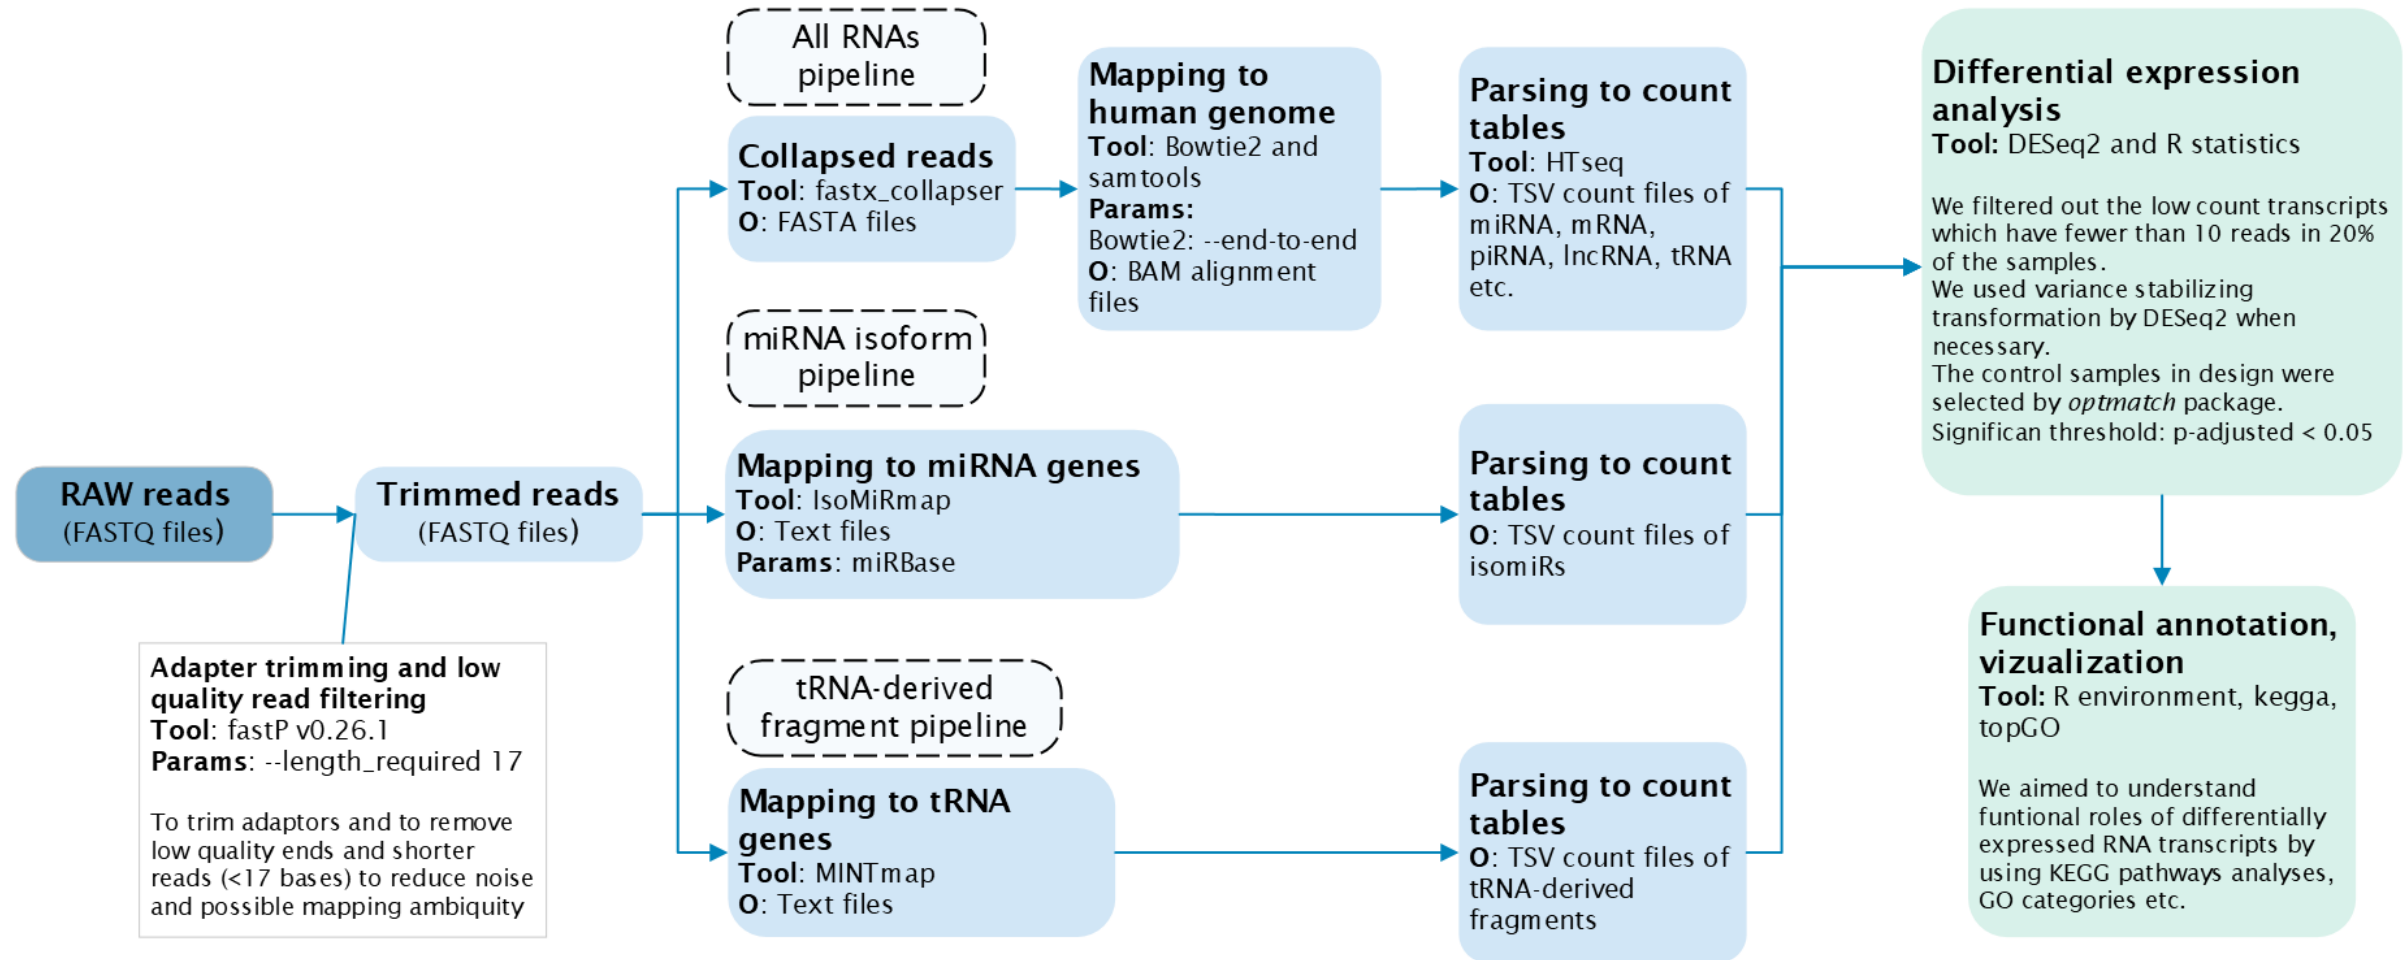 RAW reads
(FASTQ files)
Adapter trimming and low
quality read filtering
Tool: fastP v0.26.1
Params: --length_required 17
To trim adaptors and to remove
low quality ends and shorter
reads (<17 bases) to reduce noise
and possible mapping ambiquity
Trimmed reads
(FASTQ files)
All RNAs
pipeline
Collapsed reads
Tool: fastx_collapser
O: FASTA files
Mapping to
human genome
Tool: Bowtie2 and
samtools
Params:
Bowtie2: --end-to-end
O: BAM alignment
files
Parsing to count
tables
Tool: HTseq
O: TSV count files of
miRNA, mRNA,
piRNA, lncRNA, tRNA
etc.
miRNA isoform
pipeline
Mapping to miRNA genes
Tool: IsoMiRmap
O: Text files
Params: miRBase
Parsing to count
tables
O: TSV count files of
isomiRs
tRNA-derived
fragment pipeline
Mapping to tRNA
genes
Tool: MINTmap
O: Text files
Parsing to count
tables
O: TSV count files of
tRNA-derived
fragments
Differential expression
analysis
Tool: DESeq2 and R statistics
We filtered out the low count transcripts
which have fewer than 10 reads in 20%
of the samples.
We used variance stabilizing
transformation by DESeq2 when
necessary.
The control samples in design were
selected by optmatch package.
Significan threshold: p-adjusted < 0.05
Functional annotation,
vizualization
Tool: R environment, kegga,
topGO
We aimed to understand
funtional roles of differentially
expressed RNA transcripts by
using KEGG pathways analyses,
GO categories etc.